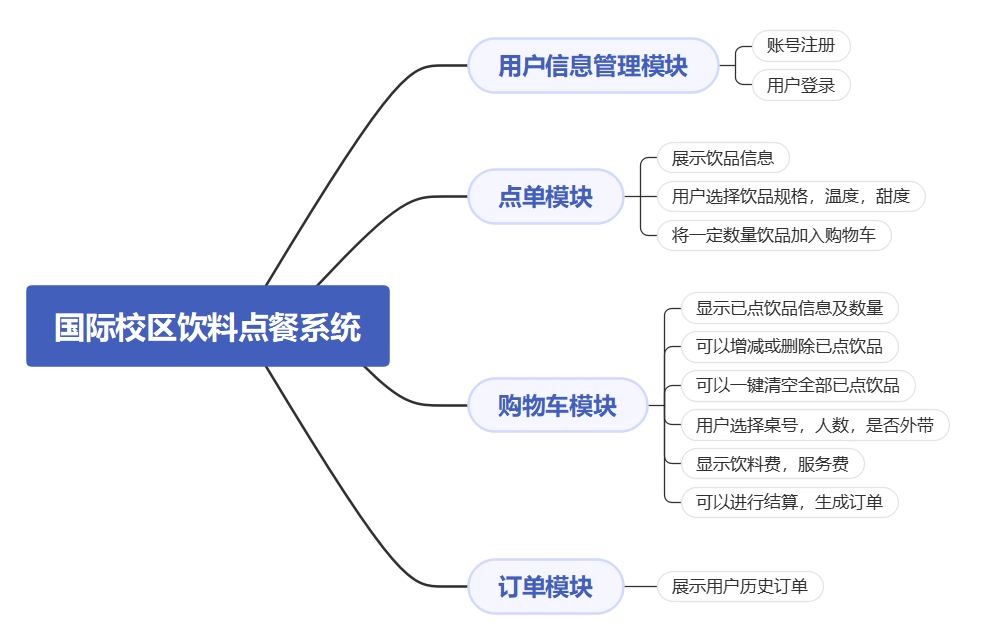 国际校区饮料点餐系统
用户信息管理模块
账号注册
用户登录
点单模块
展示饮品信息
用户选择饮品规格，温度，甜度
将一定数量饮品加入购物车
购物车模块
显示已点饮品信息及数量
可以增减或删除已点饮品
可以一键清空全部已点饮品
用户选择桌号，人数，是否外带
显示饮料费，服务费
可以进行结算，生成订单
订单模块
展示用户历史订单